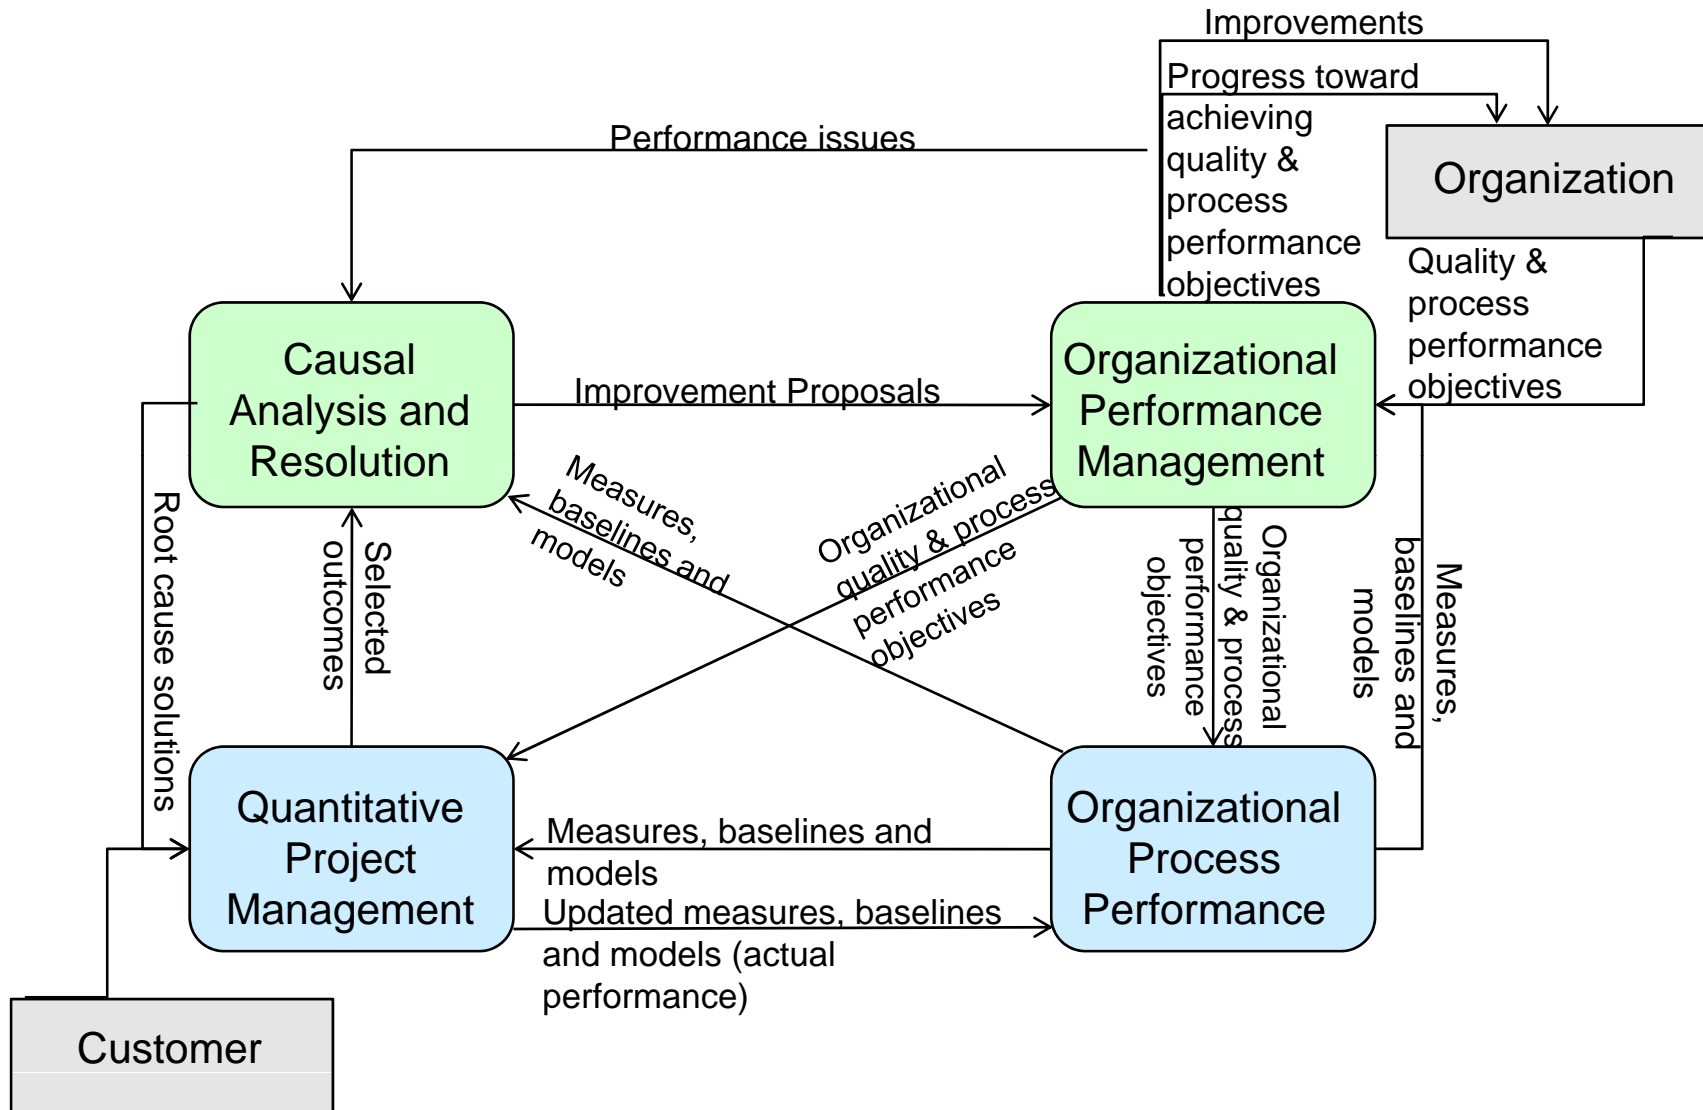 Improvements
Progress toward
achieving
quality &
process
performance
objectives
Performance issues
Organization
Quality &
process
performance
objectives
Causal
Analysis and
Resolution
Improvement Proposals
Organizational
Performance
Management
Measures,
baselines and
models
Organizational
quality & process
performance
objectives
Root cause solutions
Selected
outcomes
Organizational
quality & process
performance
objectives
Measures,
baselines and
models
Quantitative
Project
Management
Measures, baselines and
models
Updated measures, baselines
and models (actual
performance)
Organizational
Process
Performance
Customer